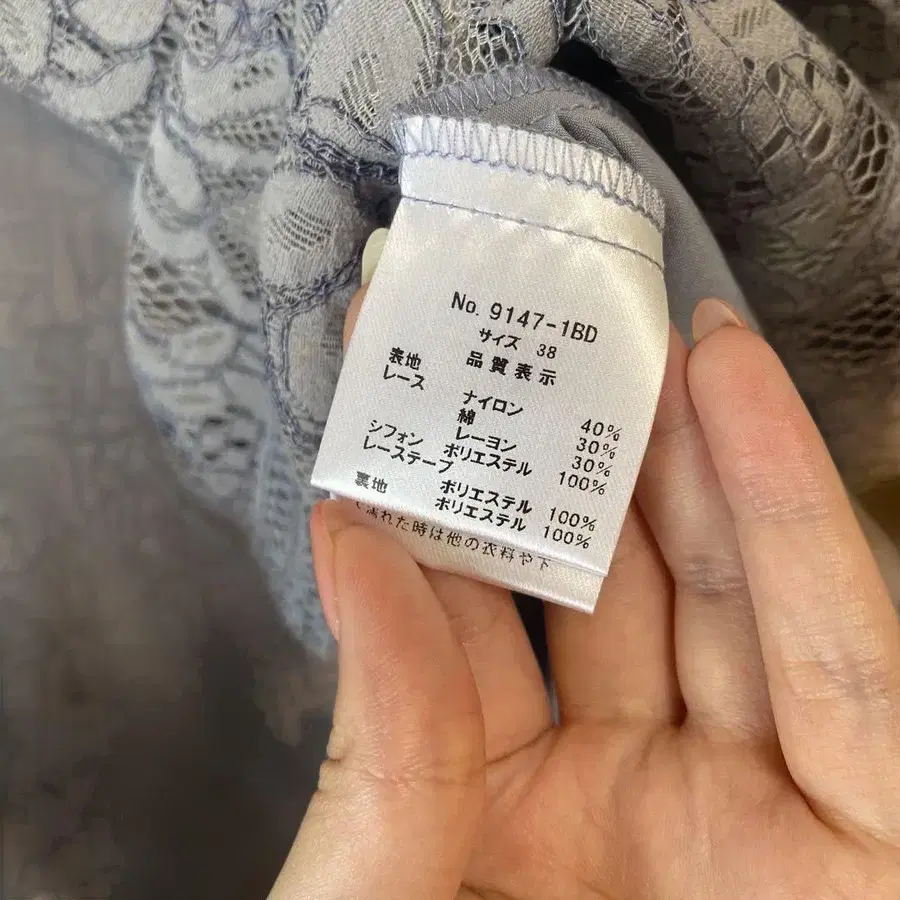 No. 9147-1BD
サイズ 38
品質表示
表地
レース ナイロン 40%
綿 30%
レーヨン 30%
シフォン ポリエステル 100%
レーステープ ポリエステル 100%
裏地 ポリエステル 100%
濡れた時は他の衣料や下